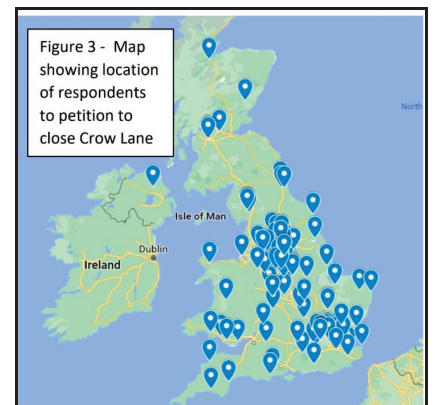 Figure 3 - Map
showing location
of respondents
to petition to
close Crow Lane
North
Isle of Man
Dublin
Ireland